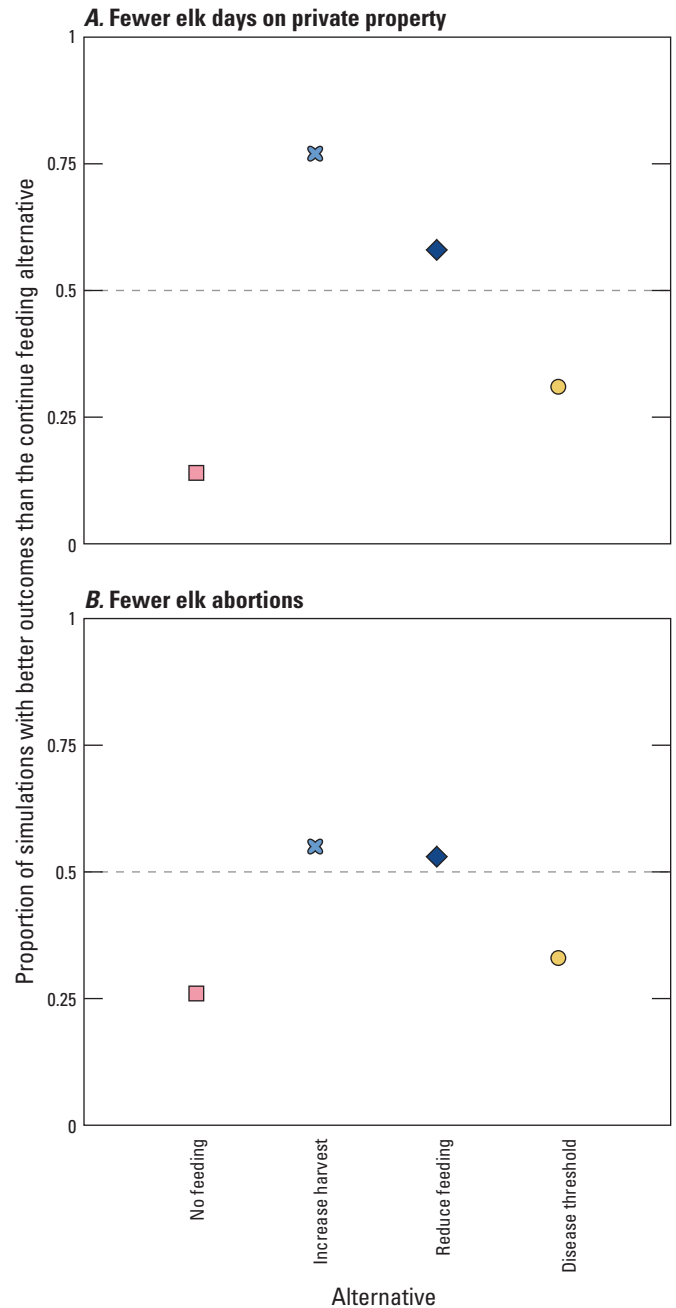 A. Fewer elk days on private property
1
0.75
0.5
0.25
0
B. Fewer elk abortions
1
0.75
0.5
0.25
0
Proportion of simulations with better outcomes than the continue feeding alternative
No feeding
Increase harvest
Reduce feeding
Disease threshold
Alternative